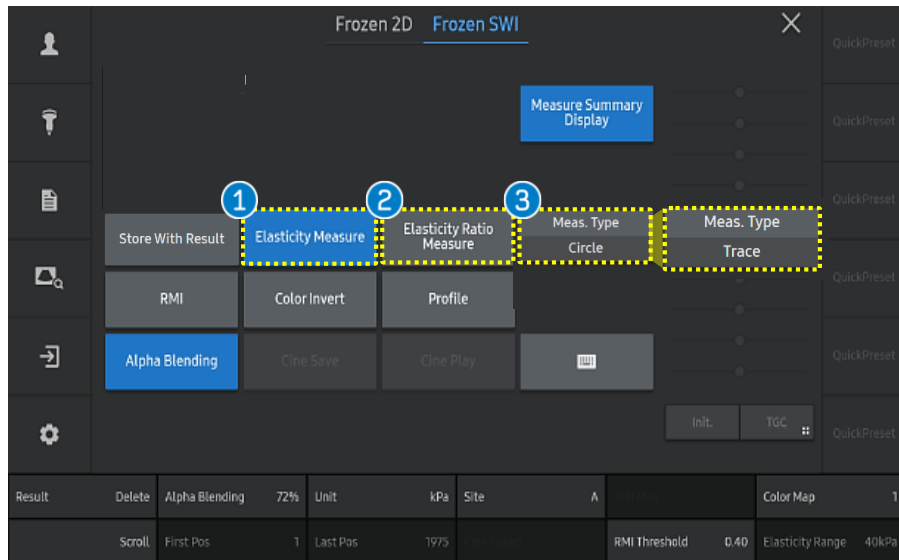 Frozen 2D Frozen SWI
QuickPreset
Measure Summary
Display
QuickPreset
QuickPreset
1 2 3
Store With Result
Elasticity Measure
Elasticity Ratio
Measure
Meas. Type
Circle
Meas. Type
Trace
RMI
Color Invert
Profile
QuickPreset
Alpha Blending
Cine Save
Cine Play
QuickPreset
Init.
TGC
QuickPreset
Result Delete Alpha Blending 72% Unit kPa Site A Color Map 1
Scroll First Pos 1 Last Pos 1975 RMI Threshold 0.40 Elasticity Range 40kPa